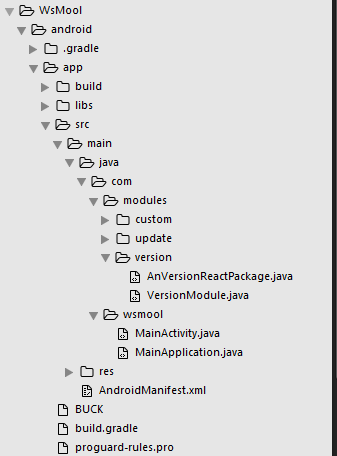 WsMool
android
.gradle
app
build
libs
src
main
java
com
modules
custom
update
version
AnVersionReactPackage.java
VersionModule.java
wsmool
MainActivity.java
MainApplication.java
res
AndroidManifest.xml
BUCK
build.gradle
proguard-rules.pro